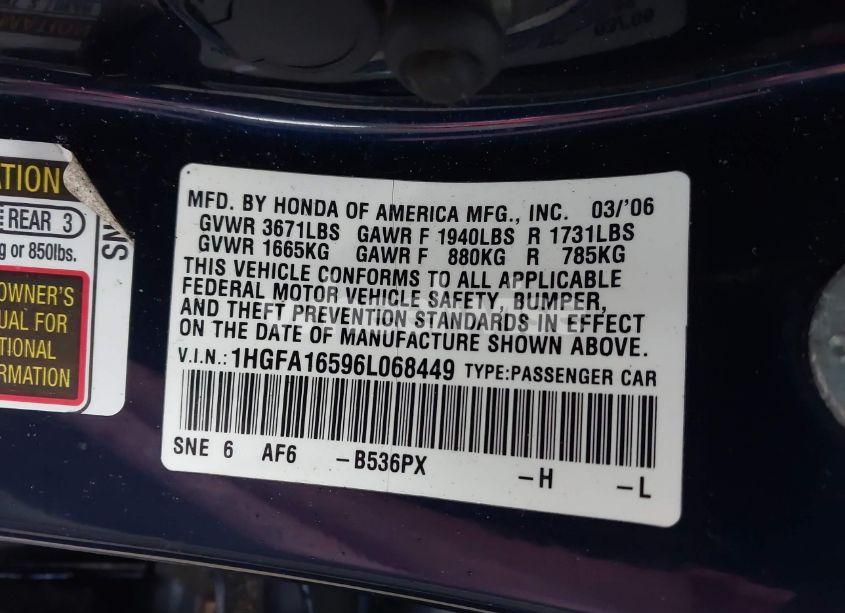 ATION
E REAR 3
g or 850lbs.
NS
OWNER'S
UAL FOR
TIONAL
RMATION
MFD. BY HONDA OF AMERICA MFG., INC. 03/'06
GVWR 3671LBS GAWR F 1940LBS R 1731LBS
GVWR 1665KG GAWR F 880KG R 785KG
THIS VEHICLE CONFORMS TO ALL APPLICABLE
FEDERAL MOTOR VEHICLE SAFETY, BUMPER,
AND THEFT PREVENTION STANDARDS IN EFFECT
ON THE DATE OF MANUFACTURE SHOWN ABOVE.
V.I.N.: 1HGFA16596L068449 TYPE:PASSENGER CAR
SNE 6 AF6 -B536PX -H -L